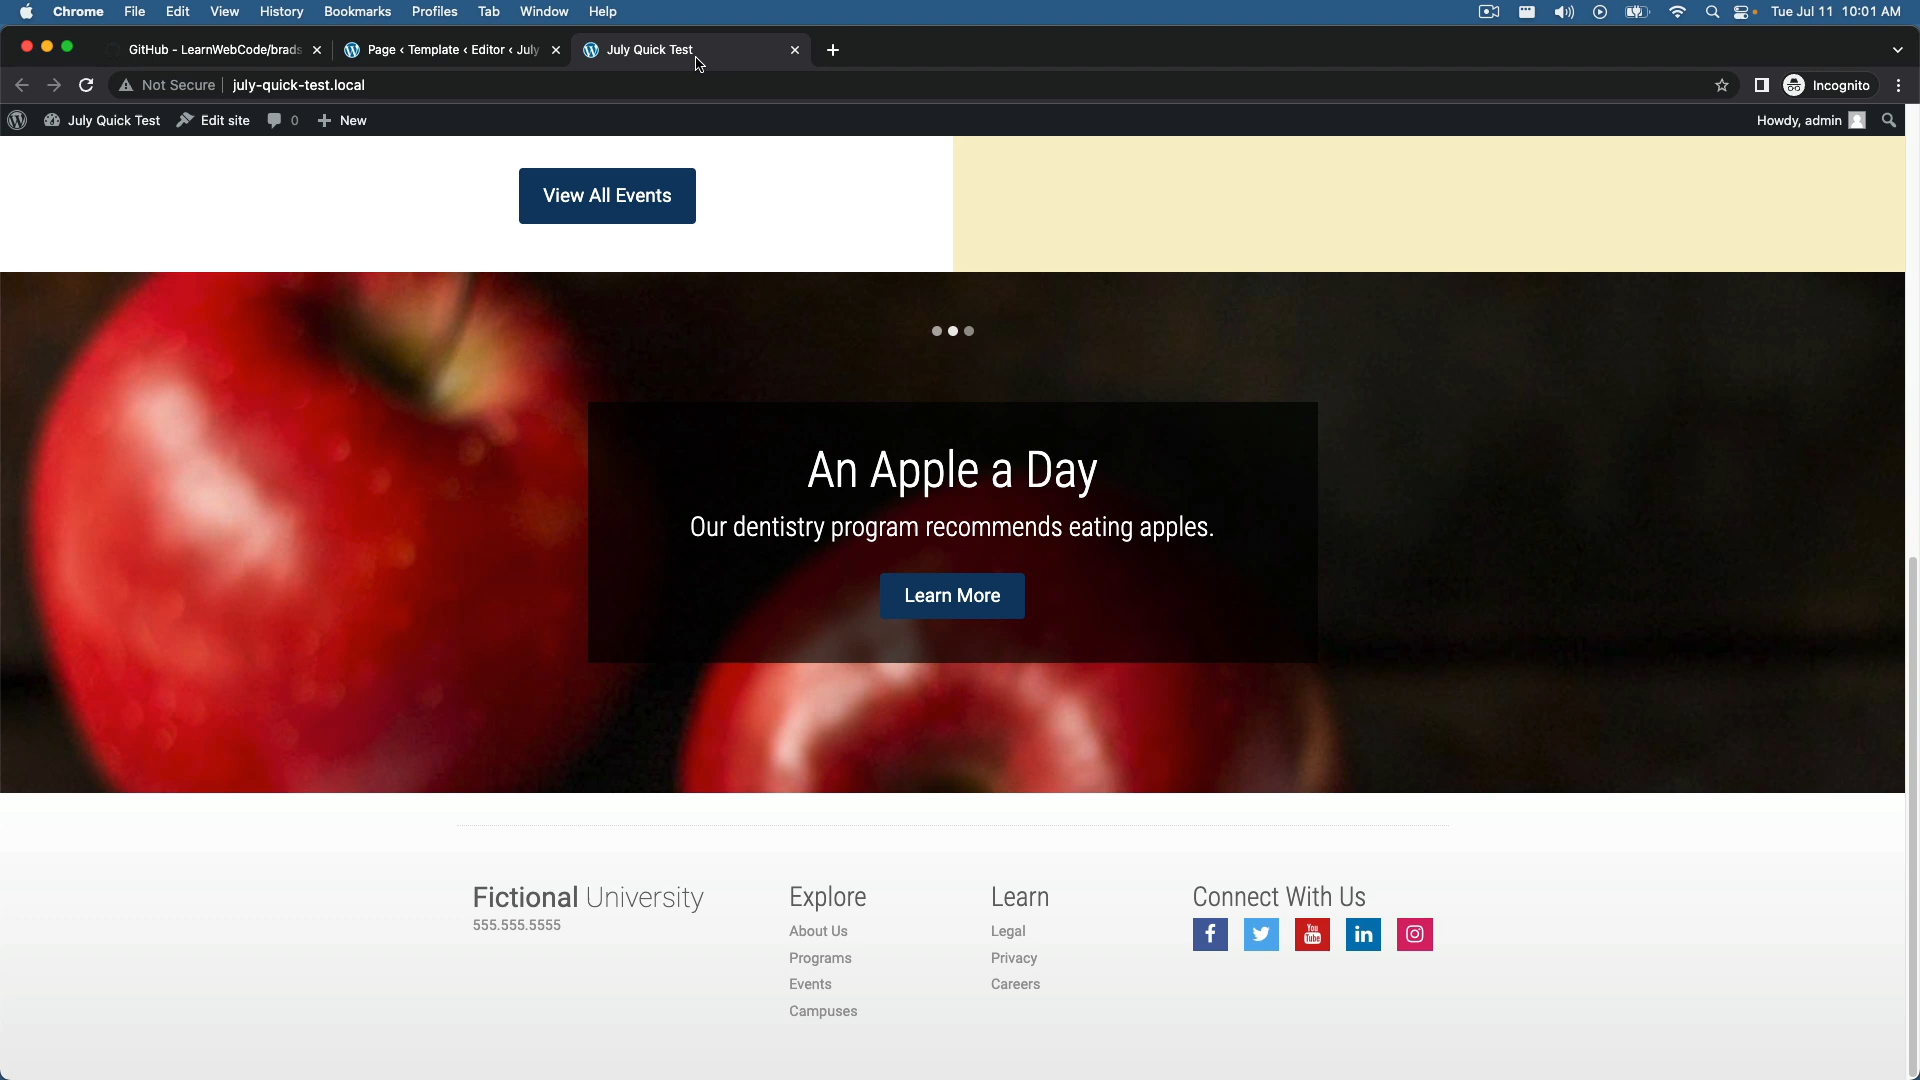 Chrome File Edit View History Bookmarks Profiles Tab Window Help Tue Jul 11 10:01 AM
GitHub - LearnWebCode/brads Page ‹ Template ‹ Editor ‹ July July Quick Test
Not Secure july-quick-test.local Incognito
July Quick Test Edit site 0 New Howdy, admin
View All Events
An Apple a Day
Our dentistry program recommends eating apples.
Learn More
Fictional University Explore Learn Connect With Us
555.555.5555
About Us Legal
Programs Privacy
Events Careers
Campuses
f You Tube in